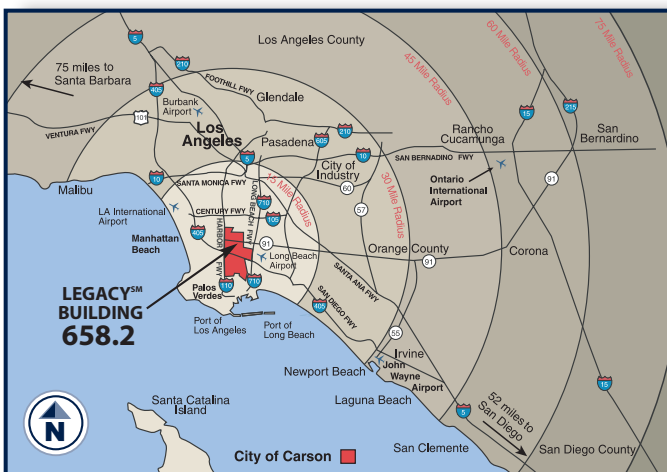 Los Angeles County
75 miles to
Santa Barbara
5
210
405
FOOTHILL FWY
Glendale
45 Mile Radius
60 Mile Radius
75 Mile Radius
Burbank
Airport
101
VENTURA FWY
Los
Angeles
Pasadena
605
210
15
215
Rancho
Cucamonga
San
Bernardino
5
10
SAN BERNADINO FWY
City of
Industry
Ontario
International
Airport
10
SANTA MONICA FWY
60
91
Malibu
LONG BEACH FWY
710
15 Mile Radius
30 Mile Radius
57
LA International
Airport
CENTURY FWY
105
405
HARBOR
FWY
91
Orange County
Manhattan
Beach
Long Beach
Airport
91
Corona
Palos
Verdes
110
710
SANTA ANA FWY
SAN DIEGO FWY
405
LEGACY℠
BUILDING
658.2
Port of
Los Angeles
Port of
Long Beach
55
Irvine
John
Wayne
Airport
Newport Beach
Laguna Beach
15
5
52 miles to
San Diego
Santa Catalina
Island
San Clemente
San Diego County
N
City of Carson